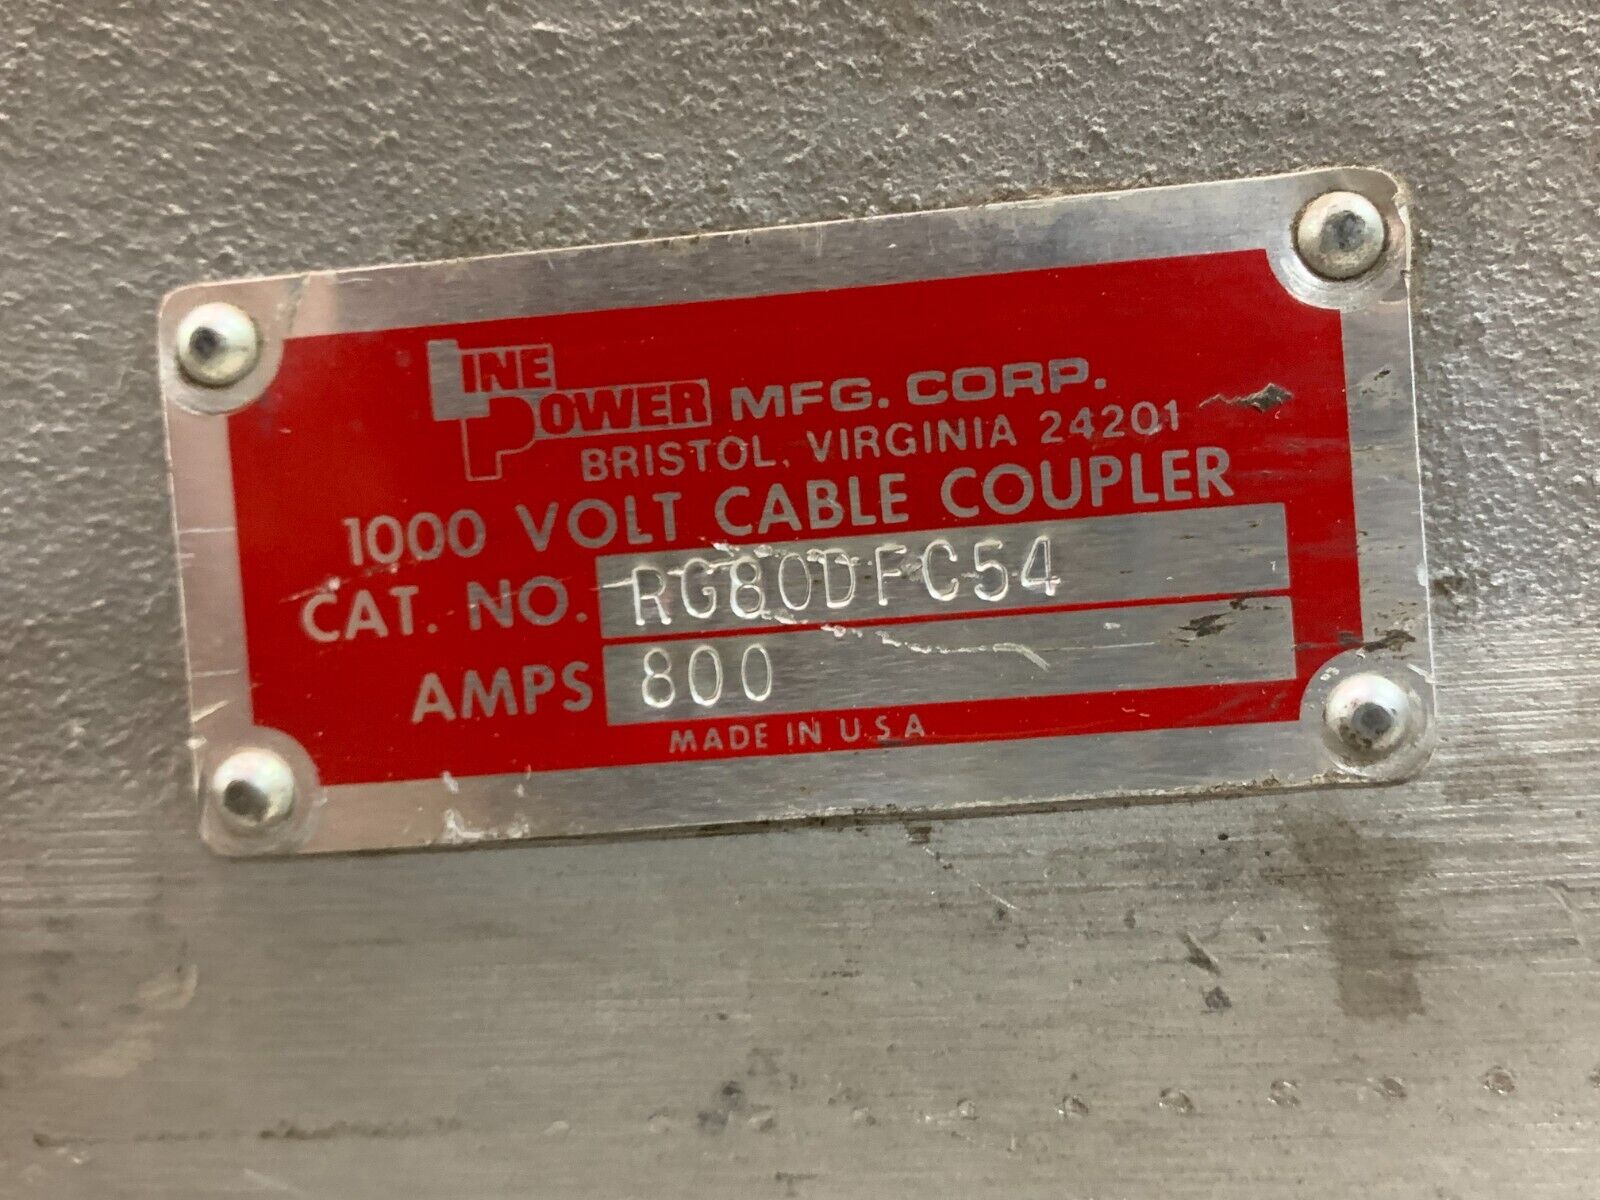 LINE POWER MFG. CORP.
BRISTOL, VIRGINIA 24201
1000 VOLT CABLE COUPLER
CAT. NO. RG80DFC54
AMPS 800
MADE IN U.S.A.